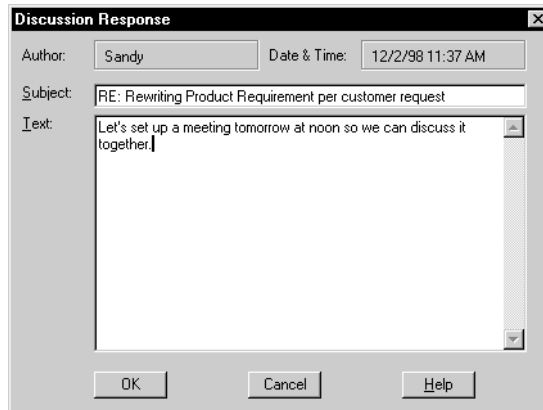 Discussion Response
Author: Sandy Date & Time: 12/2/98 11:37 AM
Subject: RE: Rewriting Product Requirement per customer request
Text: Let's set up a meeting tomorrow at noon so we can discuss it
together.
OK Cancel Help